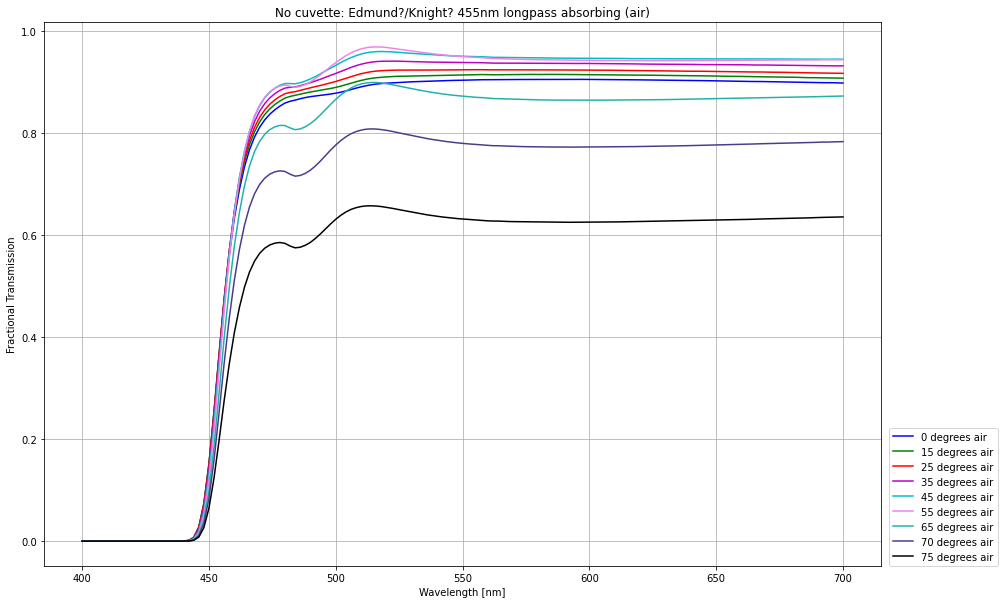 No cuvette: Edmund?/Knight? 455nm longpass absorbing (air)
1.0
0.8
0.6
0.4
0.2
0.0
Fractional Transmission
400 450 500 550 600 650 700
Wavelength [nm]
0 degrees air
15 degrees air
25 degrees air
35 degrees air
45 degrees air
55 degrees air
65 degrees air
70 degrees air
75 degrees air